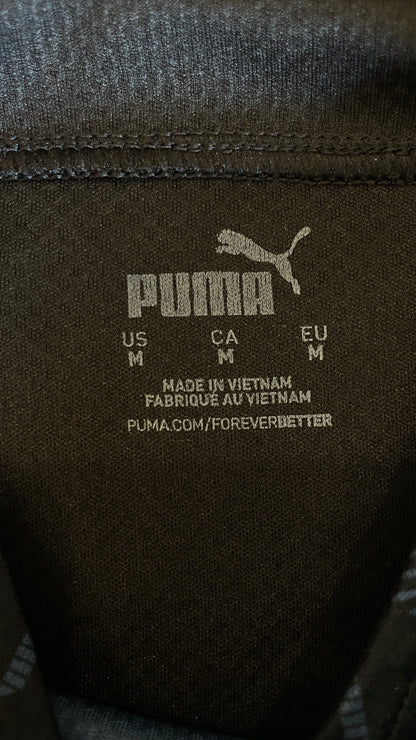 PUMA
US CA EU
M M M
MADE IN VIETNAM
FABRIQUÉ AU VIETNAM
PUMA.COM/FOREVERBETTER